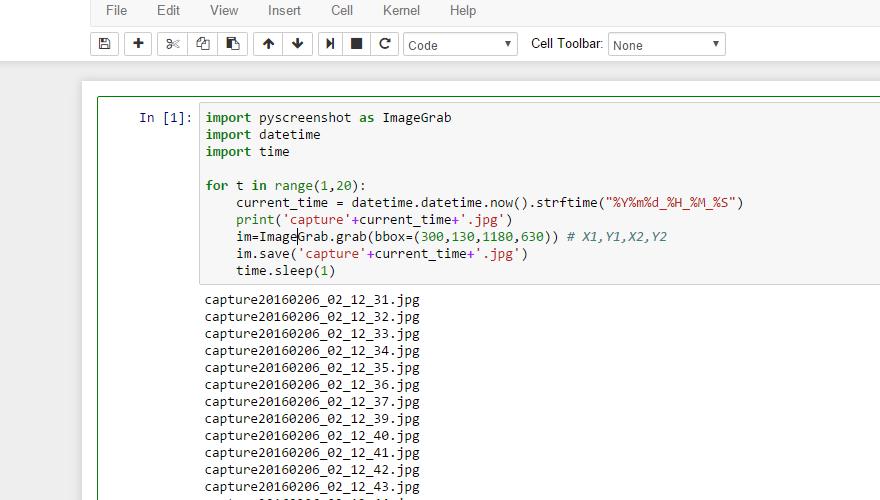 File Edit View Insert Cell Kernel Help
Code Cell Toolbar: None
In [1]: import pyscreenshot as ImageGrab
import datetime
import time
for t in range(1,20):
current_time = datetime.datetime.now().strftime("%Y%m%d_%H_%M_%S")
print('capture'+current_time+'.jpg')
im=ImageGrab.grab(bbox=(300,130,1180,630)) # X1,Y1,X2,Y2
im.save('capture'+current_time+'.jpg')
time.sleep(1)
capture20160206_02_12_31.jpg
capture20160206_02_12_32.jpg
capture20160206_02_12_33.jpg
capture20160206_02_12_34.jpg
capture20160206_02_12_35.jpg
capture20160206_02_12_36.jpg
capture20160206_02_12_37.jpg
capture20160206_02_12_39.jpg
capture20160206_02_12_40.jpg
capture20160206_02_12_41.jpg
capture20160206_02_12_42.jpg
capture20160206_02_12_43.jpg